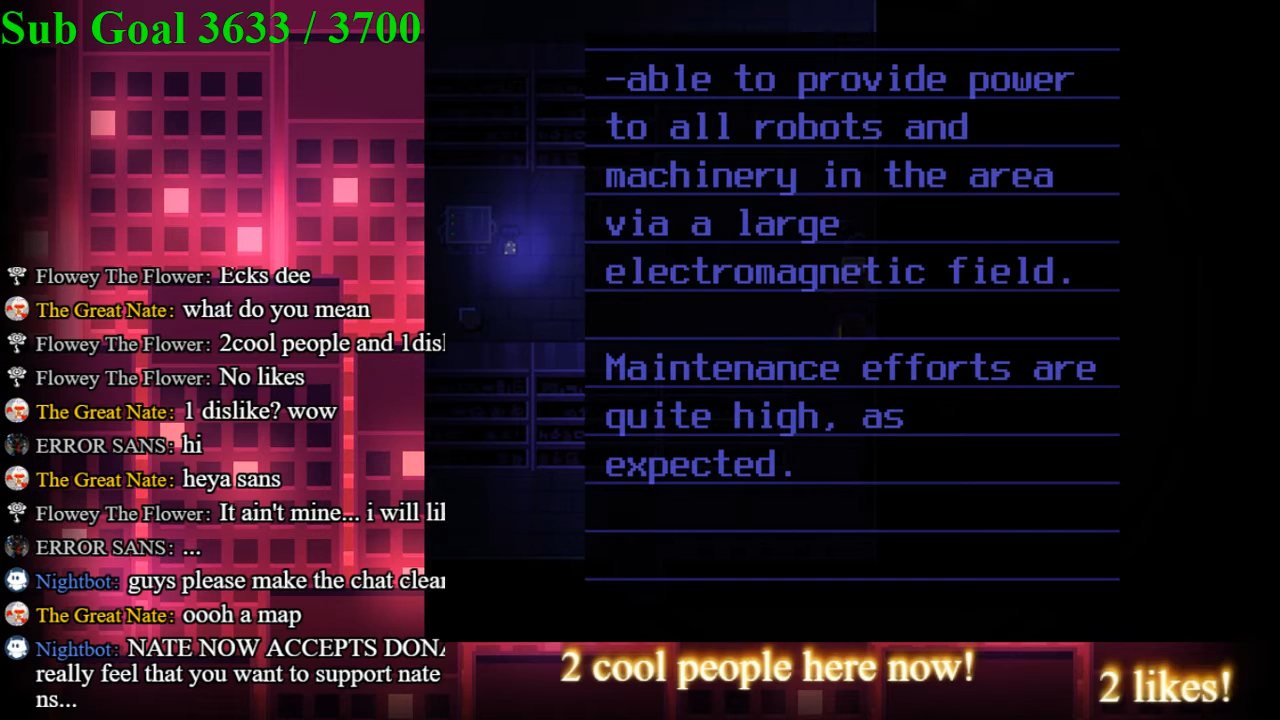 Sub Goal 3633 / 3700
Flowey The Flower: Ecks dee
The Great Nate: what do you mean
Flowey The Flower: 2cool people and 1disl
Flowey The Flower: No likes
The Great Nate: 1 dislike? wow
ERROR SANS: hi
The Great Nate: heya sans
Flowey The Flower: It ain't mine... i will lik
ERROR SANS: ...
Nightbot: guys please make the chat clean
The Great Nate: oooh a map
Nightbot: NATE NOW ACCEPTS DONA
really feel that you want to support nate
ns...
-able to provide power
to all robots and
machinery in the area
via a large
electromagnetic field.
Maintenance efforts are
quite high, as
expected.
2 cool people here now!
2 likes!